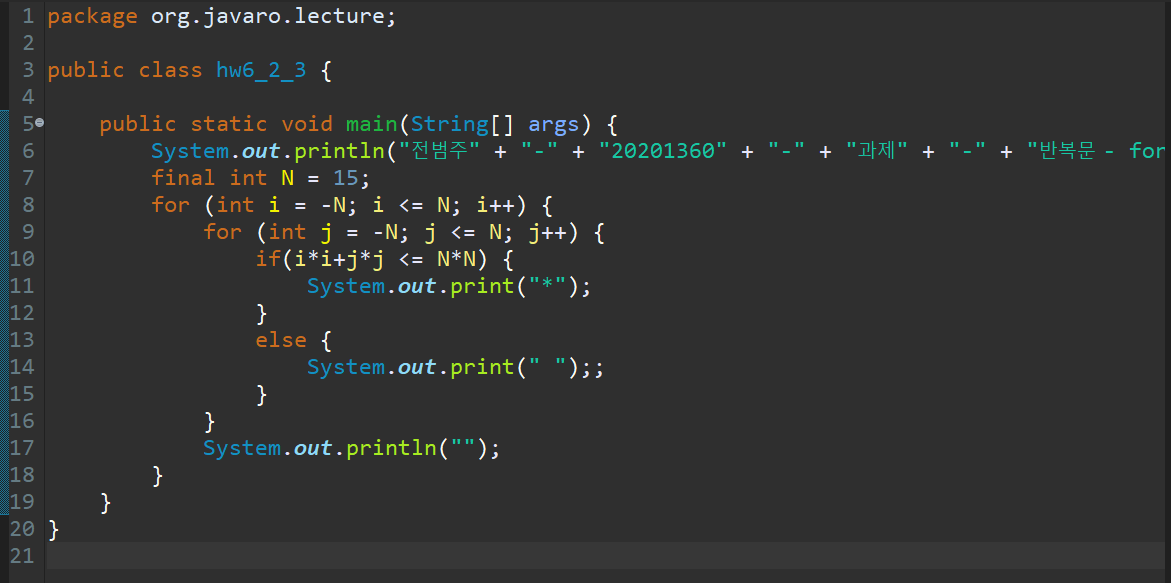 1 package org.javaro.lecture;
2
3 public class hw6_2_3 {
4
5 public static void main(String[] args) {
6 System.out.println("전범주" + "-" + "20201360" + "-" + "과제" + "-" + "반복문 - for
7 final int N = 15;
8 for (int i = -N; i <= N; i++) {
9 for (int j = -N; j <= N; j++) {
10 if(i*i+j*j <= N*N) {
11 System.out.print("*");
12 }
13 else {
14 System.out.print(" ");;
15 }
16 }
17 System.out.println("");
18 }
19 }
20 }
21